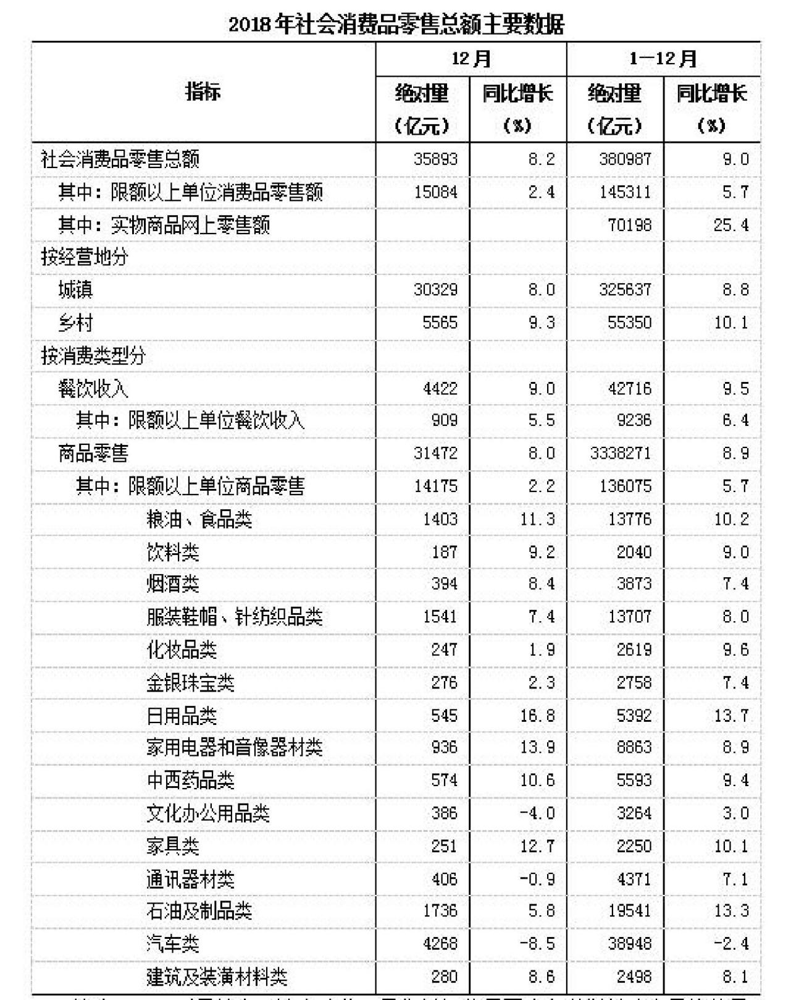 2018年社会消费品零售总额主要数据
指标 12月 1—12月
绝对量 同比增长 绝对量 同比增长
(亿元) (%) (亿元) (%)
社会消费品零售总额 35893 8.2 380987 9.0
其中：限额以上单位消费品零售额 15084 2.4 145311 5.7
其中：实物商品网上零售额 70198 25.4
按经营地分
城镇 30329 8.0 325637 8.8
乡村 5565 9.3 55350 10.1
按消费类型分
餐饮收入 4422 9.0 42716 9.5
其中：限额以上单位餐饮收入 909 5.5 9236 6.4
商品零售 31472 8.0 3338271 8.9
其中：限额以上单位商品零售 14175 2.2 136075 5.7
粮油、食品类 1403 11.3 13776 10.2
饮料类 187 9.2 2040 9.0
烟酒类 394 8.4 3873 7.4
服装鞋帽、针纺织品类 1541 7.4 13707 8.0
化妆品类 247 1.9 2619 9.6
金银珠宝类 276 2.3 2758 7.4
日用品类 545 16.8 5392 13.7
家用电器和音像器材类 936 13.9 8863 8.9
中西药品类 574 10.6 5593 9.4
文化办公用品类 386 -4.0 3264 3.0
家具类 251 12.7 2250 10.1
通讯器材类 406 -0.9 4371 7.1
石油及制品类 1736 5.8 19541 13.3
汽车类 4268 -8.5 38948 -2.4
建筑及装潢材料类 280 8.6 2498 8.1